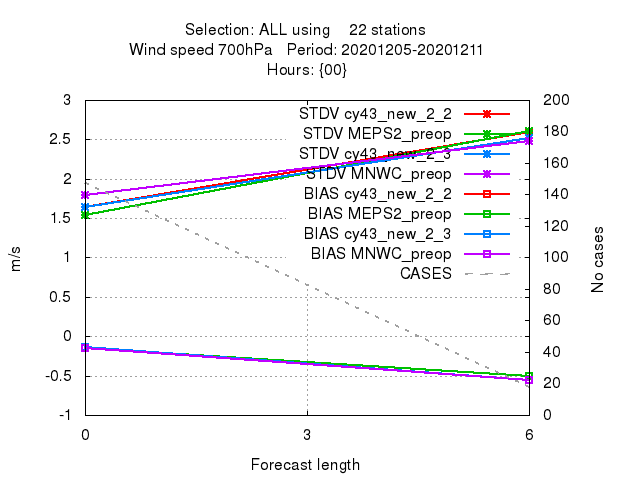 Selection: ALL using 22 stations
Wind speed 700hPa Period: 20201205-20201211
Hours: {00}
3
2.5
2
1.5
1
0.5
0
-0.5
-1
m/s
200
180
160
140
120
100
80
60
40
20
0
No cases
STDV cy43_new_2_2
STDV MEPS2_preop
STDV cy43_new_2_3
STDV MNWC_preop
BIAS cy43_new_2_2
BIAS MEPS2_preop
BIAS cy43_new_2_3
BIAS MNWC_preop
CASES
0 3 6
Forecast length